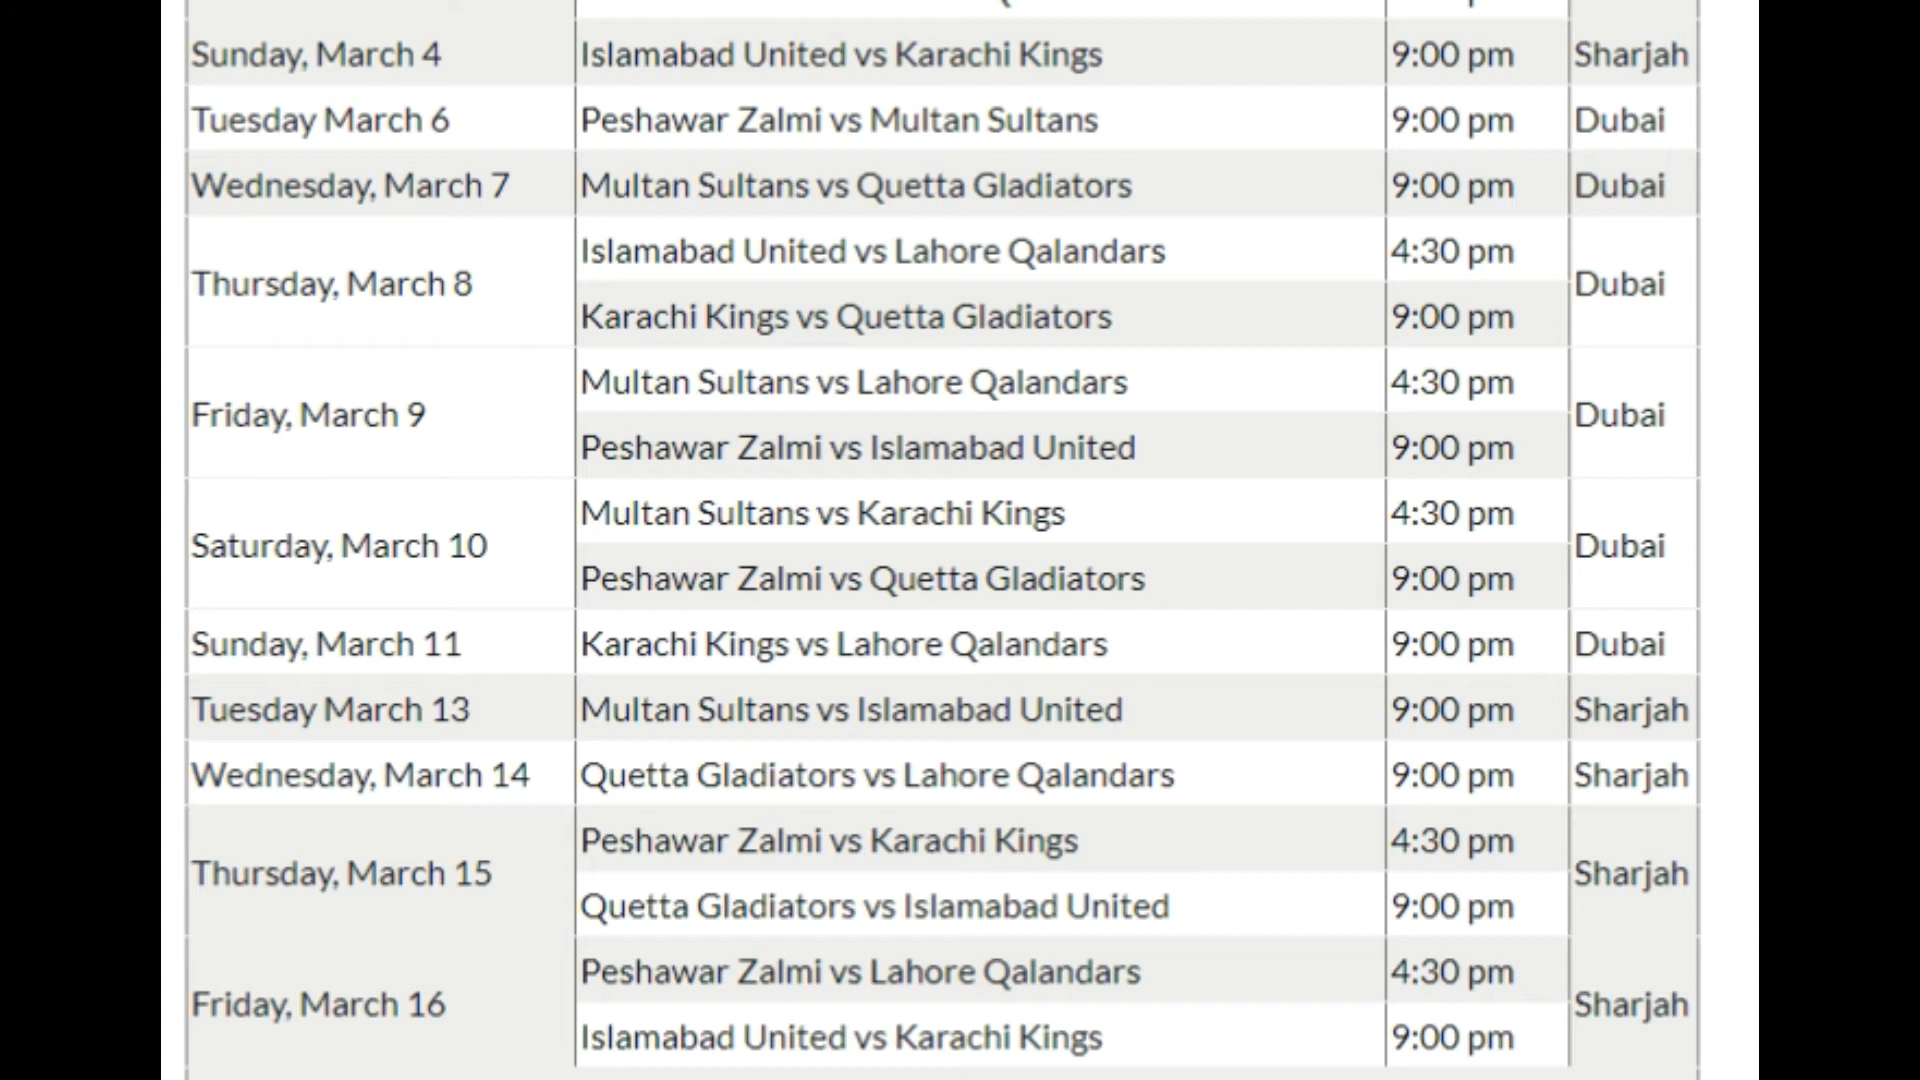 Sunday, March 4 Islamabad United vs Karachi Kings 9:00 pm Sharjah
Tuesday March 6 Peshawar Zalmi vs Multan Sultans 9:00 pm Dubai
Wednesday, March 7 Multan Sultans vs Quetta Gladiators 9:00 pm Dubai
Thursday, March 8 Islamabad United vs Lahore Qalandars 4:30 pm Dubai
Karachi Kings vs Quetta Gladiators 9:00 pm
Friday, March 9 Multan Sultans vs Lahore Qalandars 4:30 pm Dubai
Peshawar Zalmi vs Islamabad United 9:00 pm
Saturday, March 10 Multan Sultans vs Karachi Kings 4:30 pm Dubai
Peshawar Zalmi vs Quetta Gladiators 9:00 pm
Sunday, March 11 Karachi Kings vs Lahore Qalandars 9:00 pm Dubai
Tuesday March 13 Multan Sultans vs Islamabad United 9:00 pm Sharjah
Wednesday, March 14 Quetta Gladiators vs Lahore Qalandars 9:00 pm Sharjah
Thursday, March 15 Peshawar Zalmi vs Karachi Kings 4:30 pm Sharjah
Quetta Gladiators vs Islamabad United 9:00 pm
Friday, March 16 Peshawar Zalmi vs Lahore Qalandars 4:30 pm Sharjah
Islamabad United vs Karachi Kings 9:00 pm